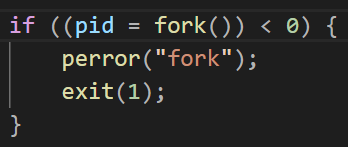 if ((pid = fork()) < 0) {
    perror("fork");
    exit(1);
}